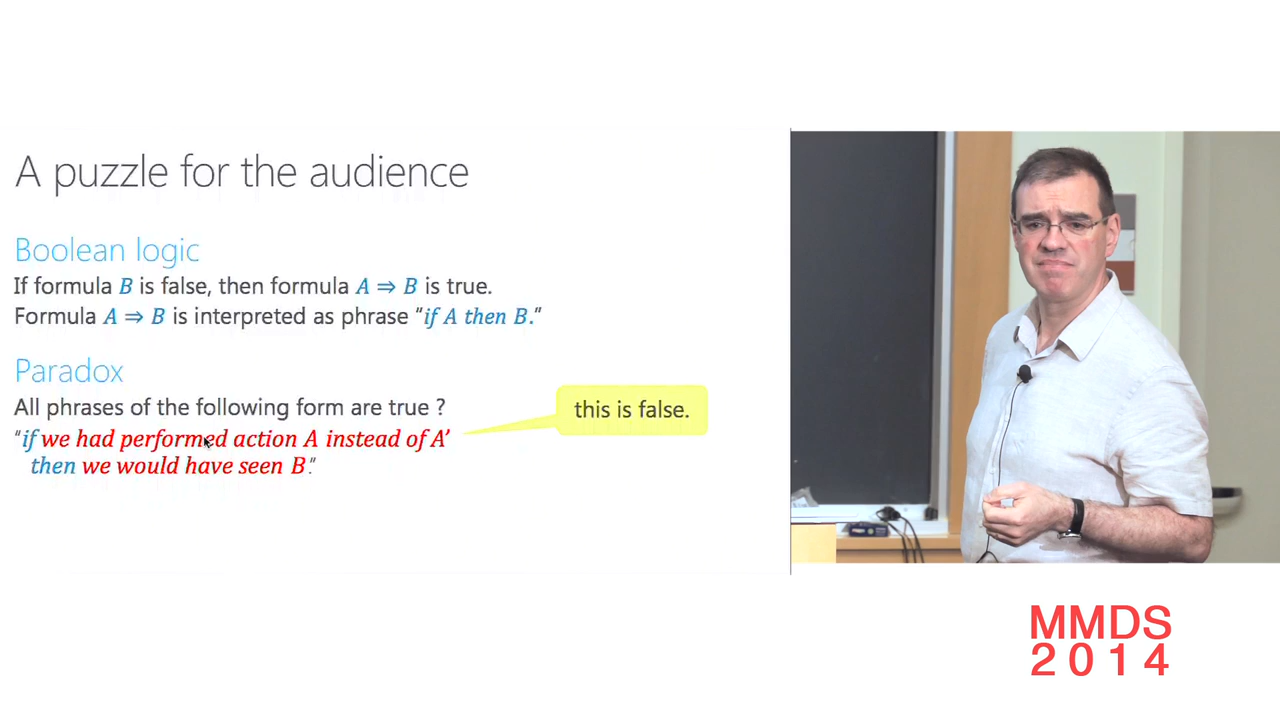 A puzzle for the audience
Boolean logic
If formula B is false, then formula A ⇒ B is true.
Formula A ⇒ B is interpreted as phrase “if A then B.”
Paradox
All phrases of the following form are true ?
“if we had performed action A instead of A’
then we would have seen B.”
this is false.
MMDS
2014